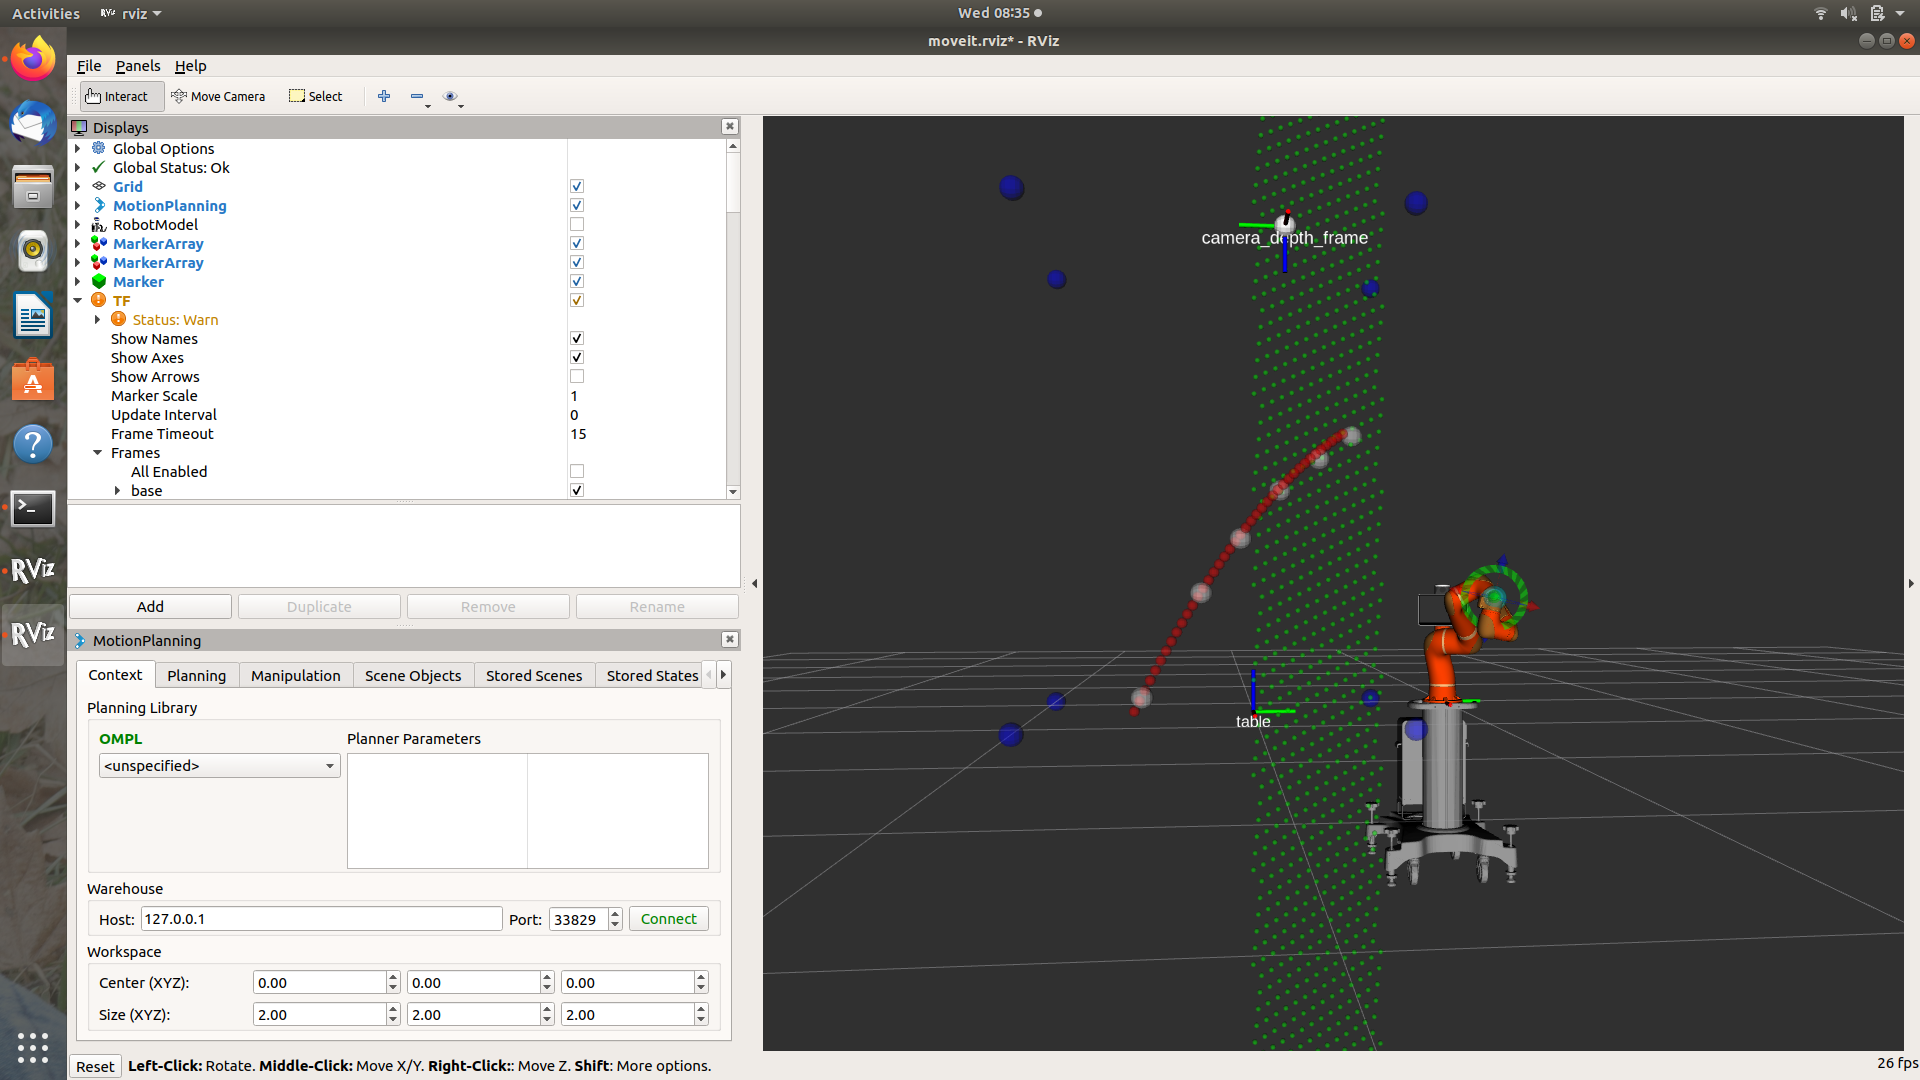 Activities
rviz
Wed 08:35
moveit.rviz* - RViz
File Panels Help
Interact Move Camera Select
Displays
Global Options
Global Status: Ok
Grid
MotionPlanning
RobotModel
MarkerArray
MarkerArray
Marker
TF
Status: Warn
Show Names
Show Axes
Show Arrows
Marker Scale 1
Update Interval 0
Frame Timeout 15
Frames
All Enabled
base
RViz
RViz
Add Duplicate Remove Rename
MotionPlanning
Context Planning Manipulation Scene Objects Stored Scenes Stored States
Planning Library
OMPL Planner Parameters
<unspecified>
Warehouse
Host: 127.0.0.1 Port: 33829 Connect
Workspace
Center (XYZ): 0.00 0.00 0.00
Size (XYZ): 2.00 2.00 2.00
Reset Left-Click: Rotate. Middle-Click: Move X/Y. Right-Click:: Move Z. Shift: More options.
camera_depth_frame
table
26 fps